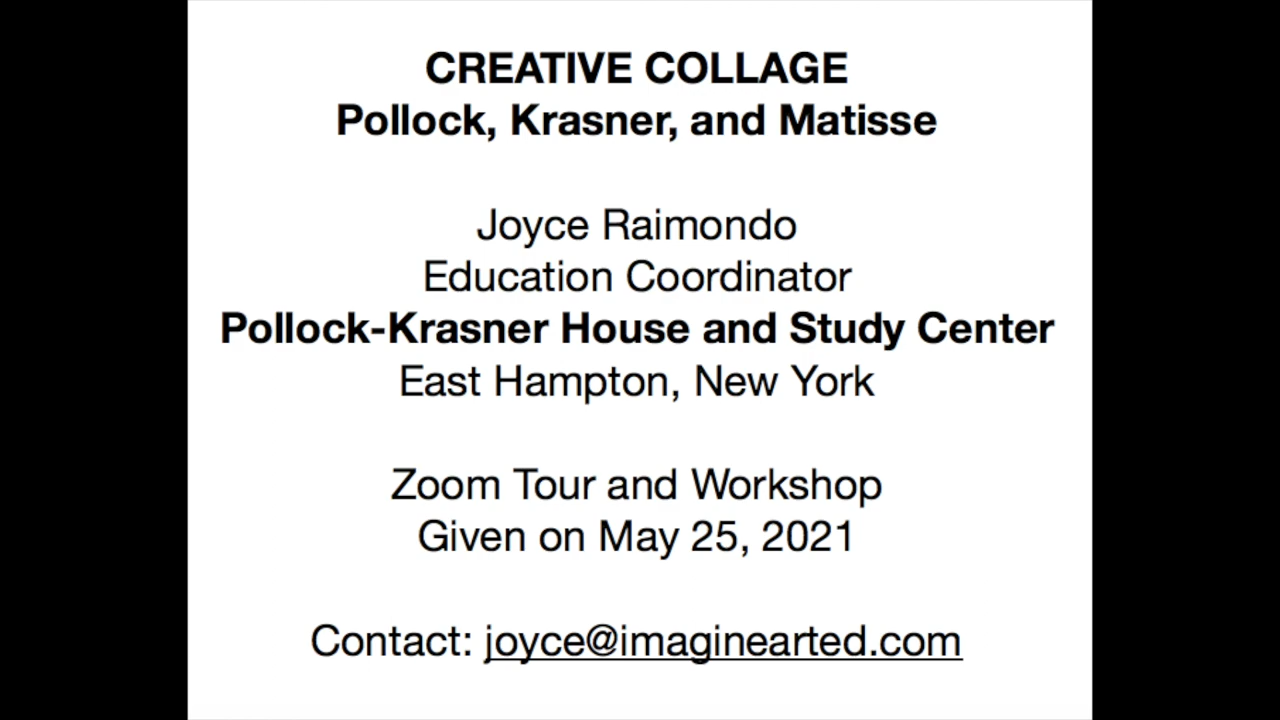 CREATIVE COLLAGE
Pollock, Krasner, and Matisse
Joyce Raimondo
Education Coordinator
Pollock-Krasner House and Study Center
East Hampton, New York
Zoom Tour and Workshop
Given on May 25, 2021
Contact: joyce@imaginearted.com